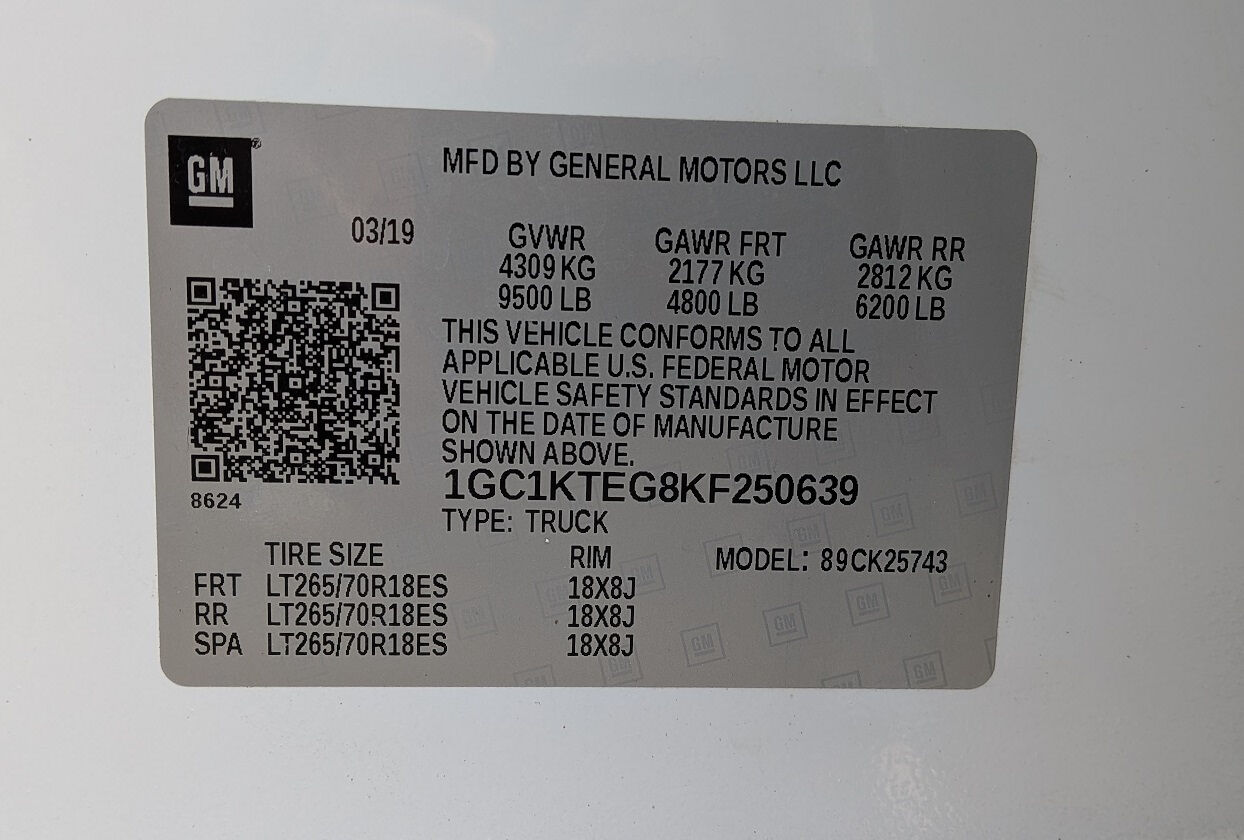 GM
MFD BY GENERAL MOTORS LLC
03/19
GVWR GAWR FRT GAWR RR
4309 KG 2177 KG 2812 KG
9500 LB 4800 LB 6200 LB
THIS VEHICLE CONFORMS TO ALL
APPLICABLE U.S. FEDERAL MOTOR
VEHICLE SAFETY STANDARDS IN EFFECT
ON THE DATE OF MANUFACTURE
SHOWN ABOVE.
1GC1KTEG8KF250639
8624
TYPE: TRUCK
TIRE SIZE RIM MODEL: 89CK25743
FRT LT265/70R18ES 18X8J
RR LT265/70R18ES 18X8J
SPA LT265/70R18ES 18X8J